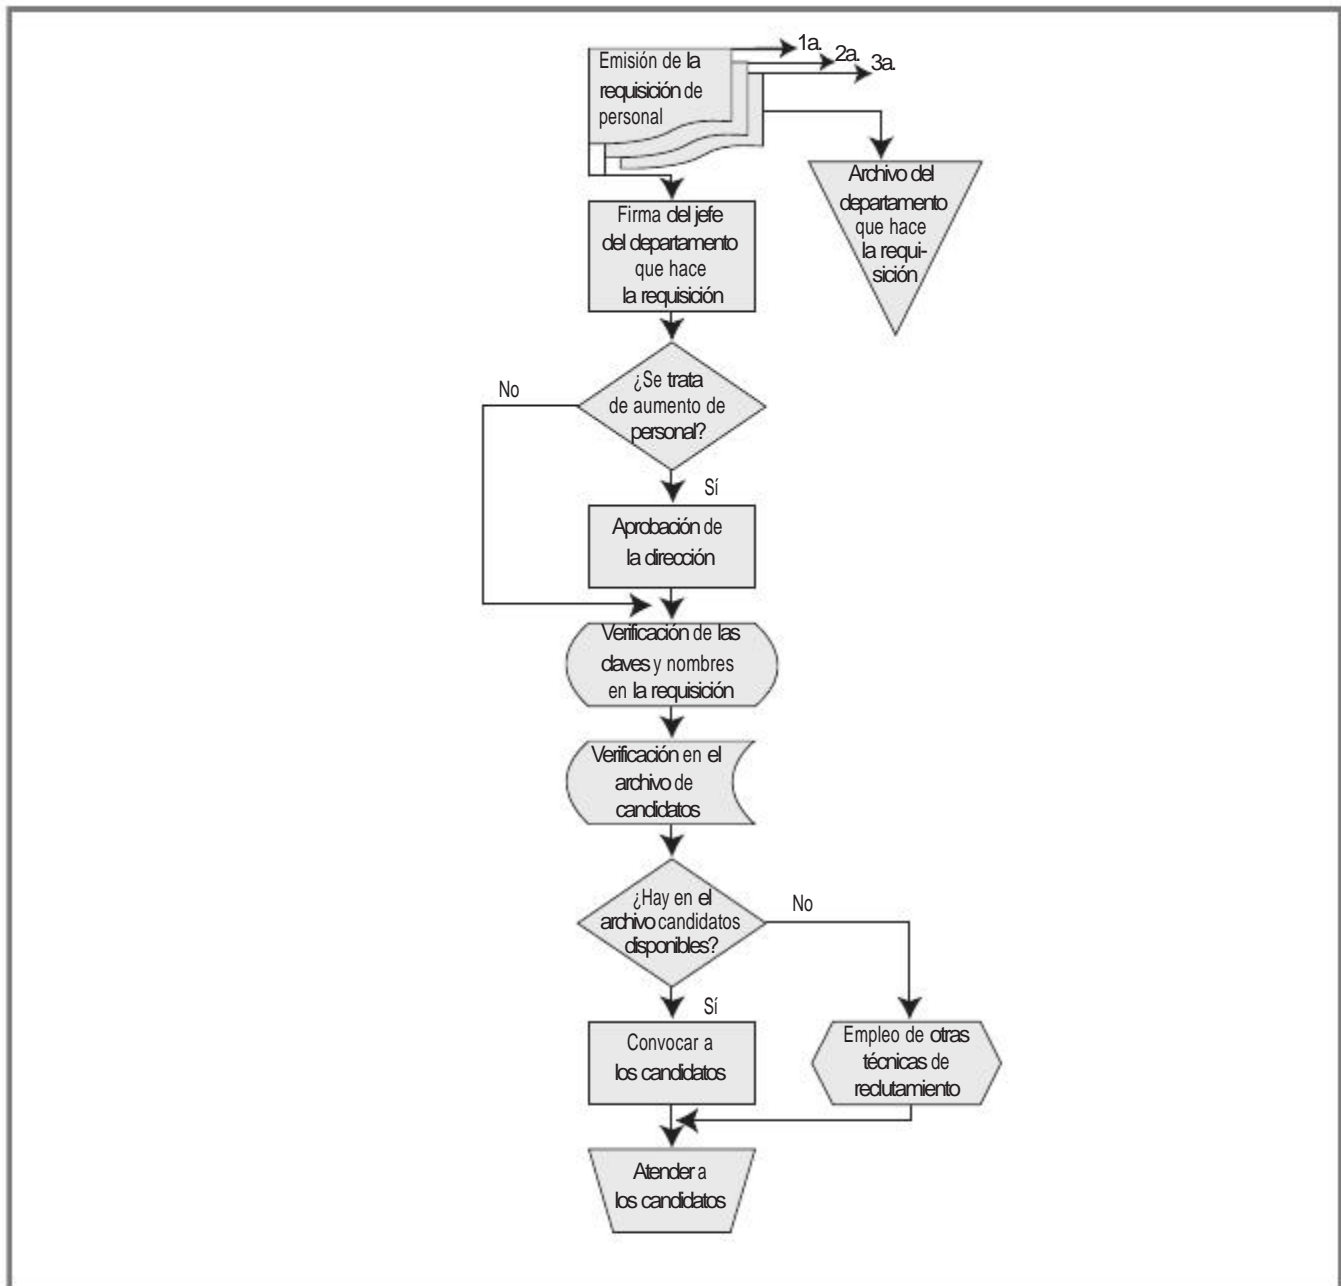 Emisión de la
requisición de
personal
1a.
2a.
3a.
Archivo del
departamento
que hace
la requi-
sición
Firma del jefe
del departamento
que hace
la requisición
¿Se trata
de aumento de
personal?
No
Sí
Aprobación de
la dirección
Verificación de las
claves y nombres
en la requisición
Verificación en el
archivo de
candidatos
¿Hay en el
archivo candidatos
disponibles?
No
Sí
Convocar a
los candidatos
Empleo de otras
técnicas de
reclutamiento
Atender a
los candidatos